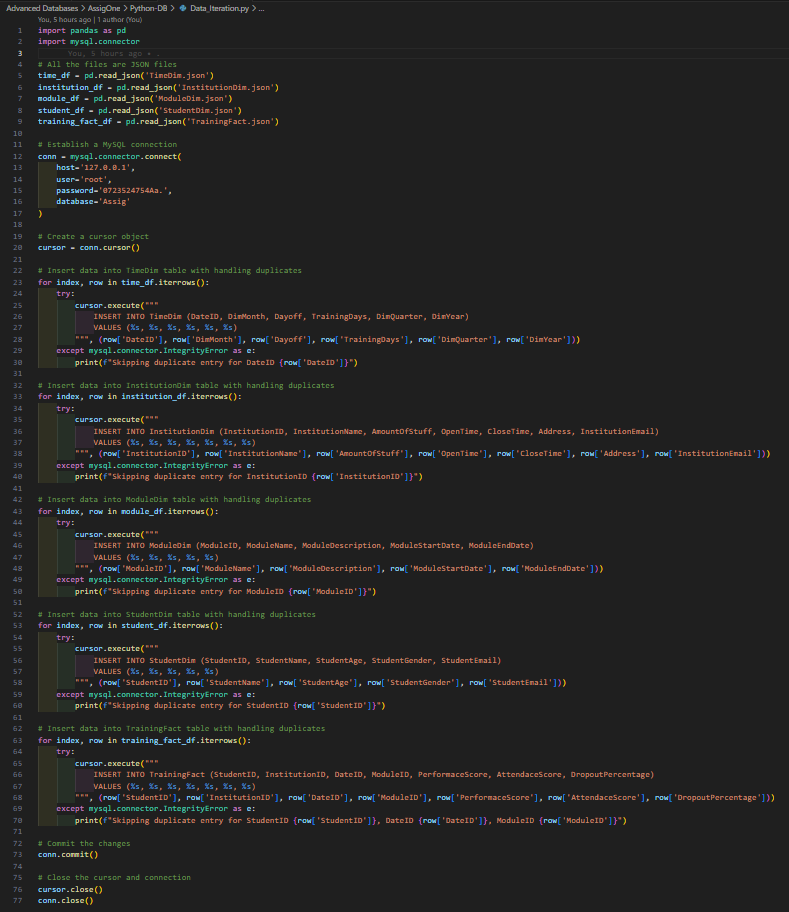 Advanced Databases > AssigOne > Python-DB > Data_Iteration.py > ...
You, 5 hours ago | 1 author (You)
1 import pandas as pd
2 import mysql.connector
3 You, 5 hours ago • .
4 # All the files are JSON files
5 time_df = pd.read_json('TimeDim.json')
6 institution_df = pd.read_json('InstitutionDim.json')
7 module_df = pd.read_json('ModuleDim.json')
8 student_df = pd.read_json('StudentDim.json')
9 training_fact_df = pd.read_json('TrainingFact.json')
10
11 # Establish a MySQL connection
12 conn = mysql.connector.connect(
13     host='127.0.0.1',
14     user='root',
15     password='0723524754Aa.',
16     database='Assig'
17 )
18
19 # Create a cursor object
20 cursor = conn.cursor()
21
22 # Insert data into TimeDim table with handling duplicates
23 for index, row in time_df.iterrows():
24     try:
25         cursor.execute("""
26             INSERT INTO TimeDim (DateID, DimMonth, Dayoff, TrainingDays, DimQuarter, DimYear)
27             VALUES (%s, %s, %s, %s, %s, %s)
28         """, (row['DateID'], row['DimMonth'], row['Dayoff'], row['TrainingDays'], row['DimQuarter'], row['DimYear']))
29     except mysql.connector.IntegrityError as e:
30         print(f"Skipping duplicate entry for DateID {row['DateID']}")
31
32 # Insert data into InstitutionDim table with handling duplicates
33 for index, row in institution_df.iterrows():
34     try:
35         cursor.execute("""
36             INSERT INTO InstitutionDim (InstitutionID, InstitutionName, AmountOfStuff, OpenTime, CloseTime, Address, InstitutionEmail)
37             VALUES (%s, %s, %s, %s, %s, %s, %s)
38         """, (row['InstitutionID'], row['InstitutionName'], row['AmountOfStuff'], row['OpenTime'], row['CloseTime'], row['Address'], row['InstitutionEmail']))
39     except mysql.connector.IntegrityError as e:
40         print(f"Skipping duplicate entry for InstitutionID {row['InstitutionID']}")
41
42 # Insert data into ModuleDim table with handling duplicates
43 for index, row in module_df.iterrows():
44     try:
45         cursor.execute("""
46             INSERT INTO ModuleDim (ModuleID, ModuleName, ModuleDescription, ModuleStartDate, ModuleEndDate)
47             VALUES (%s, %s, %s, %s, %s)
48         """, (row['ModuleID'], row['ModuleName'], row['ModuleDescription'], row['ModuleStartDate'], row['ModuleEndDate']))
49     except mysql.connector.IntegrityError as e:
50         print(f"Skipping duplicate entry for ModuleID {row['ModuleID']}")
51
52 # Insert data into StudentDim table with handling duplicates
53 for index, row in student_df.iterrows():
54     try:
55         cursor.execute("""
56             INSERT INTO StudentDim (StudentID, StudentName, StudentAge, StudentGender, StudentEmail)
57             VALUES (%s, %s, %s, %s, %s)
58         """, (row['StudentID'], row['StudentName'], row['StudentAge'], row['StudentGender'], row['StudentEmail']))
59     except mysql.connector.IntegrityError as e:
60         print(f"Skipping duplicate entry for StudentID {row['StudentID']}")
61
62 # Insert data into TrainingFact table with handling duplicates
63 for index, row in training_fact_df.iterrows():
64     try:
65         cursor.execute("""
66             INSERT INTO TrainingFact (StudentID, InstitutionID, DateID, ModuleID, PerformaceScore, AttendaceScore, DropoutPercentage)
67             VALUES (%s, %s, %s, %s, %s, %s, %s)
68         """, (row['StudentID'], row['InstitutionID'], row['DateID'], row['ModuleID'], row['PerformaceScore'], row['AttendaceScore'], row['DropoutPercentage']))
69     except mysql.connector.IntegrityError as e:
70         print(f"Skipping duplicate entry for StudentID {row['StudentID']}, DateID {row['DateID']}, ModuleID {row['ModuleID']}")
71
72 # Commit the changes
73 conn.commit()
74
75 # Close the cursor and connection
76 cursor.close()
77 conn.close()